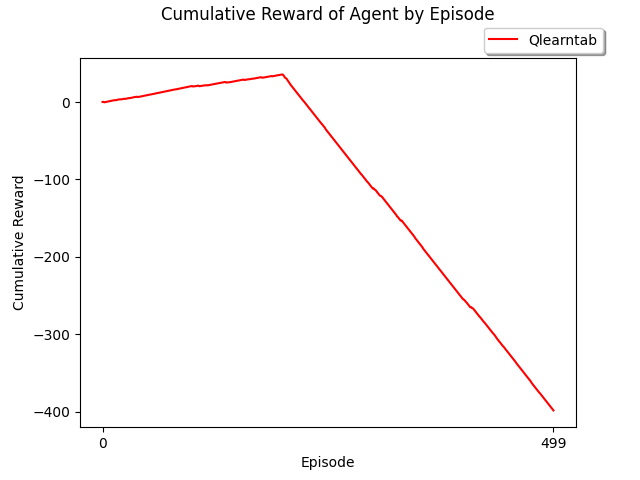 Cumulative Reward of Agent by Episode
Qlearntab
0
−100
−200
−300
−400
Cumulative Reward
0
499
Episode